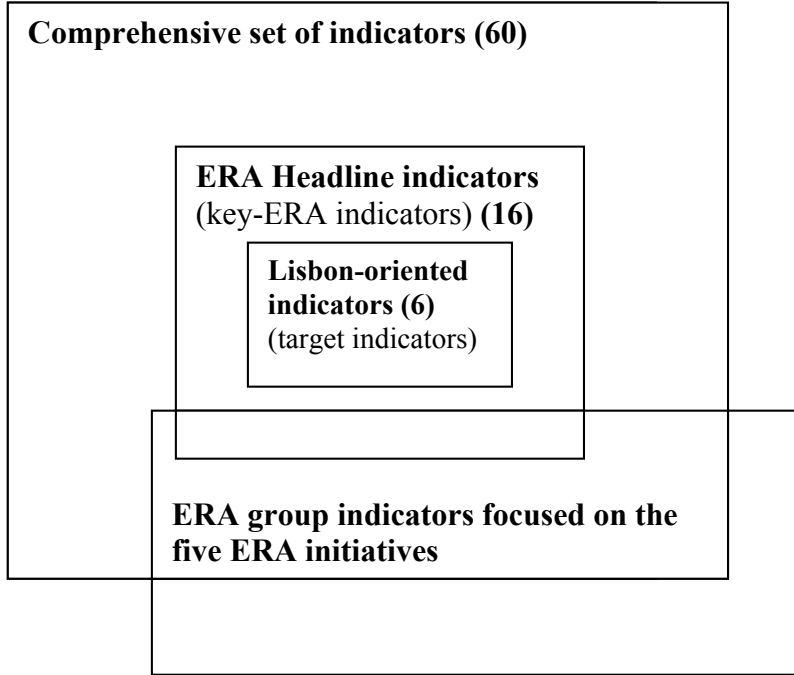 Comprehensive set of indicators (60)
ERA Headline indicators
(key-ERA indicators) (16)
Lisbon-oriented
indicators (6)
(target indicators)
ERA group indicators focused on the
five ERA initiatives